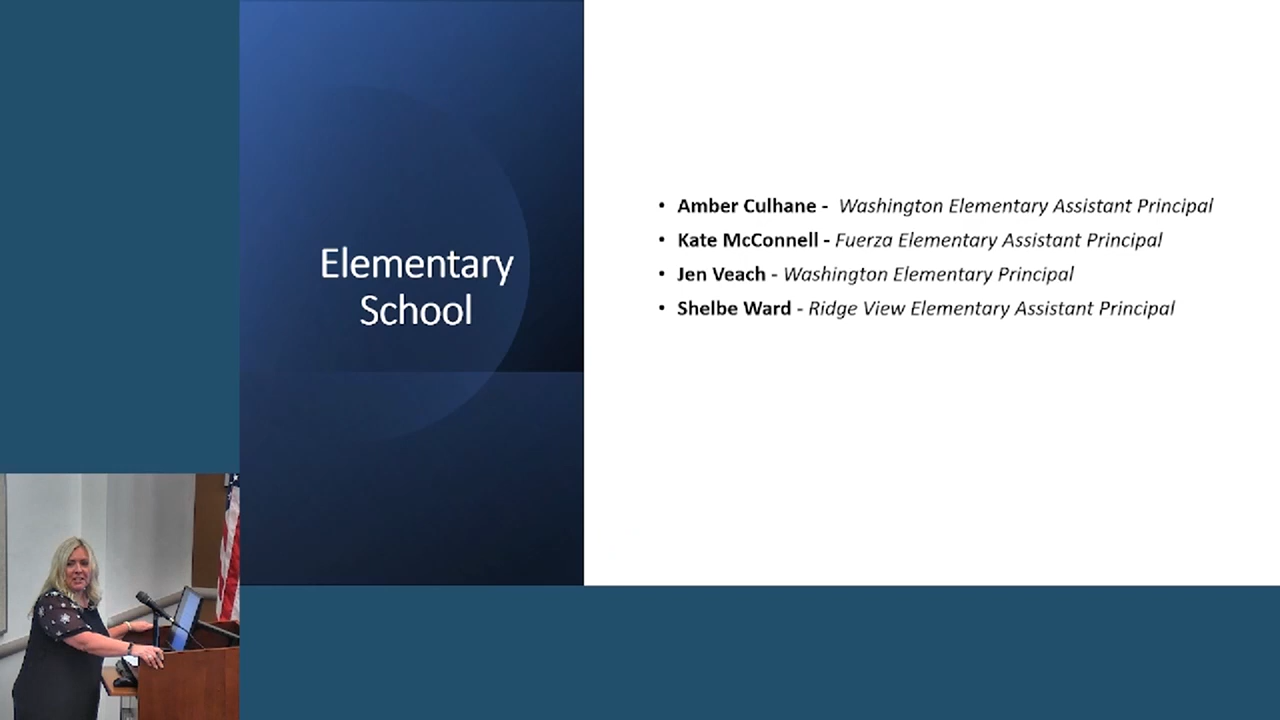 Elementary
School
• Amber Culhane - Washington Elementary Assistant Principal
• Kate McConnell - Fuerza Elementary Assistant Principal
• Jen Veach - Washington Elementary Principal
• Shelbe Ward - Ridge View Elementary Assistant Principal